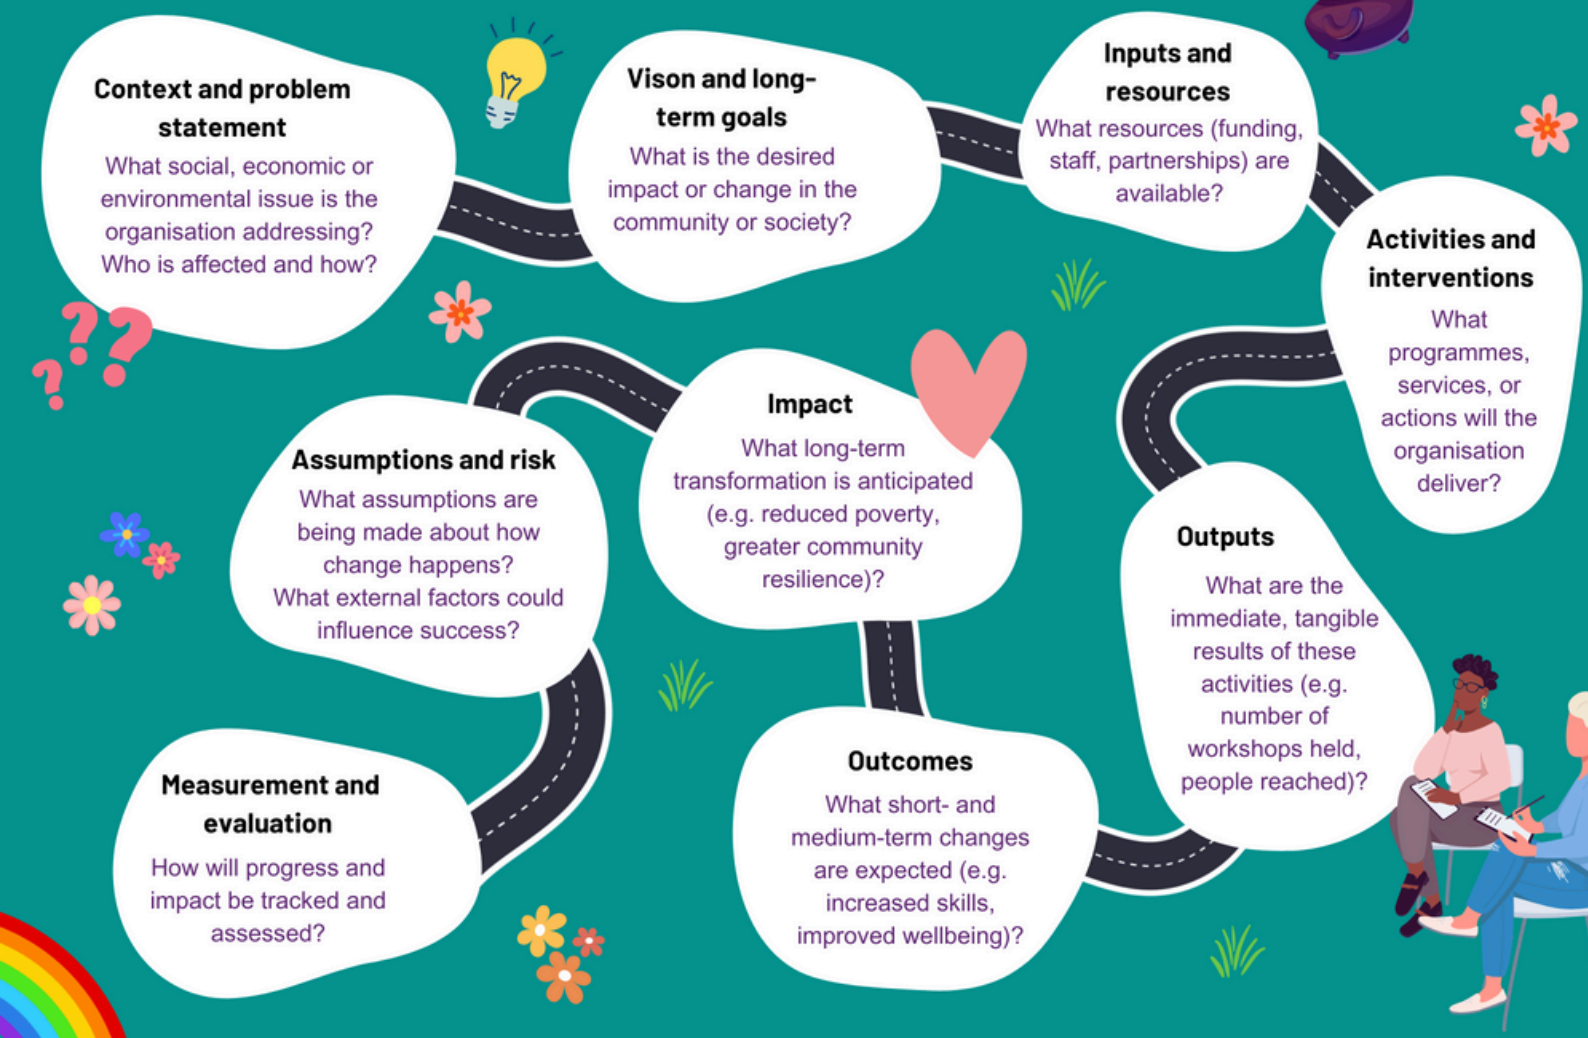 Context and problem
statement
What social, economic or
environmental issue is the
organisation addressing?
Who is affected and how?
Vison and long-
term goals
What is the desired
impact or change in the
community or society?
Inputs and
resources
What resources (funding,
staff, partnerships) are
available?
Activities and
interventions
What
programmes,
services, or
actions will the
organisation
deliver?
Outputs
What are the
immediate, tangible
results of these
activities (e.g.
number of
workshops held,
people reached)?
Outcomes
What short- and
medium-term changes
are expected (e.g.
increased skills,
improved wellbeing)?
Impact
What long-term
transformation is anticipated
(e.g. reduced poverty,
greater community
resilience)?
Assumptions and risk
What assumptions are
being made about how
change happens?
What external factors could
influence success?
Measurement and
evaluation
How will progress and
impact be tracked and
assessed?
???